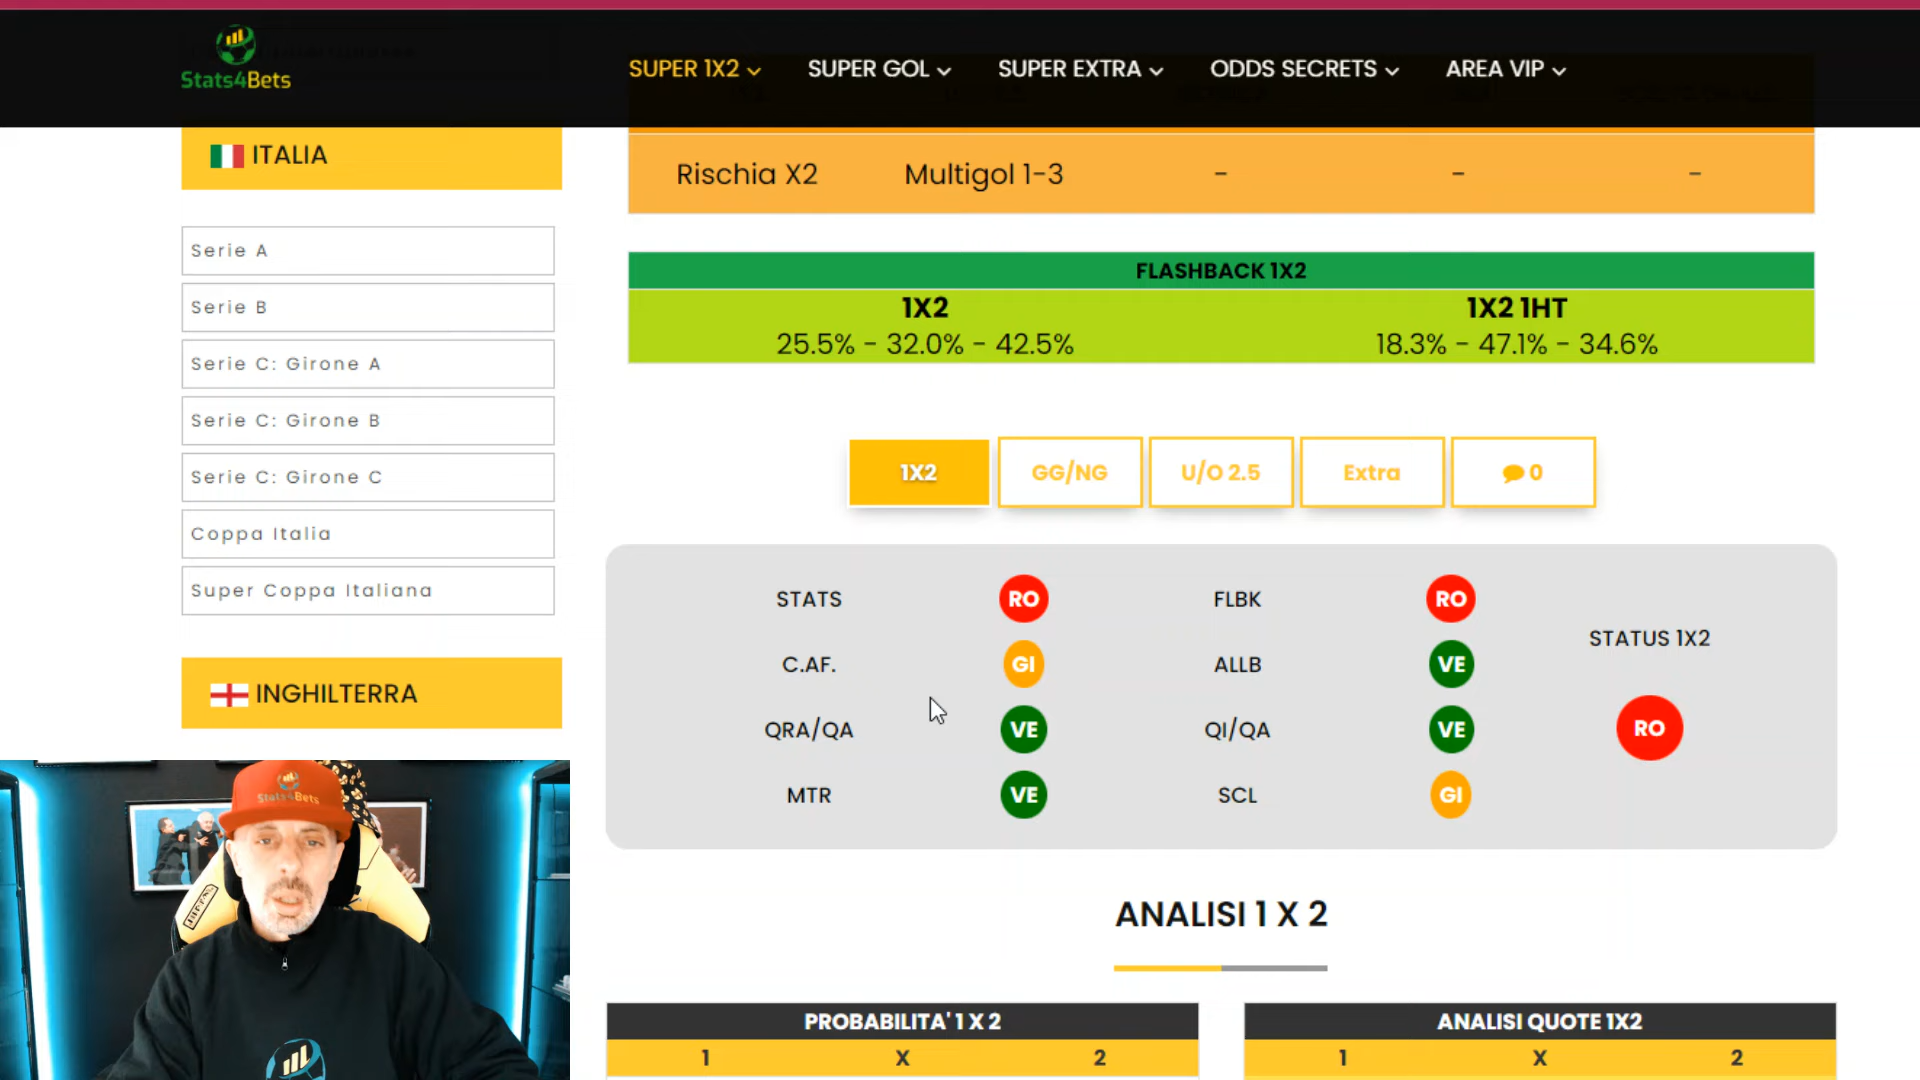 Stats4Bets
SUPER 1X2
SUPER GOL
SUPER EXTRA
ODDS SECRETS
AREA VIP
ITALIA
Serie A
Serie B
Serie C: Girone A
Serie C: Girone B
Serie C: Girone C
Coppa Italia
Super Coppa Italiana
INGHILTERRA
Rischia X2 Multigol 1-3 - - -
FLASHBACK 1X2
1X2 1X2 1HT
25.5% - 32.0% - 42.5% 18.3% - 47.1% - 34.6%
1X2 GG/NG U/O 2.5 Extra 0
STATS RO FLBK RO
STATUS 1X2
C.AF. GI ALLB VE
QRA/QA VE QI/QA VE RO
MTR VE SCL GI
ANALISI 1 X 2
PROBABILITA' 1 X 2
1 X 2
ANALISI QUOTE 1X2
1 X 2
Stats4Bets